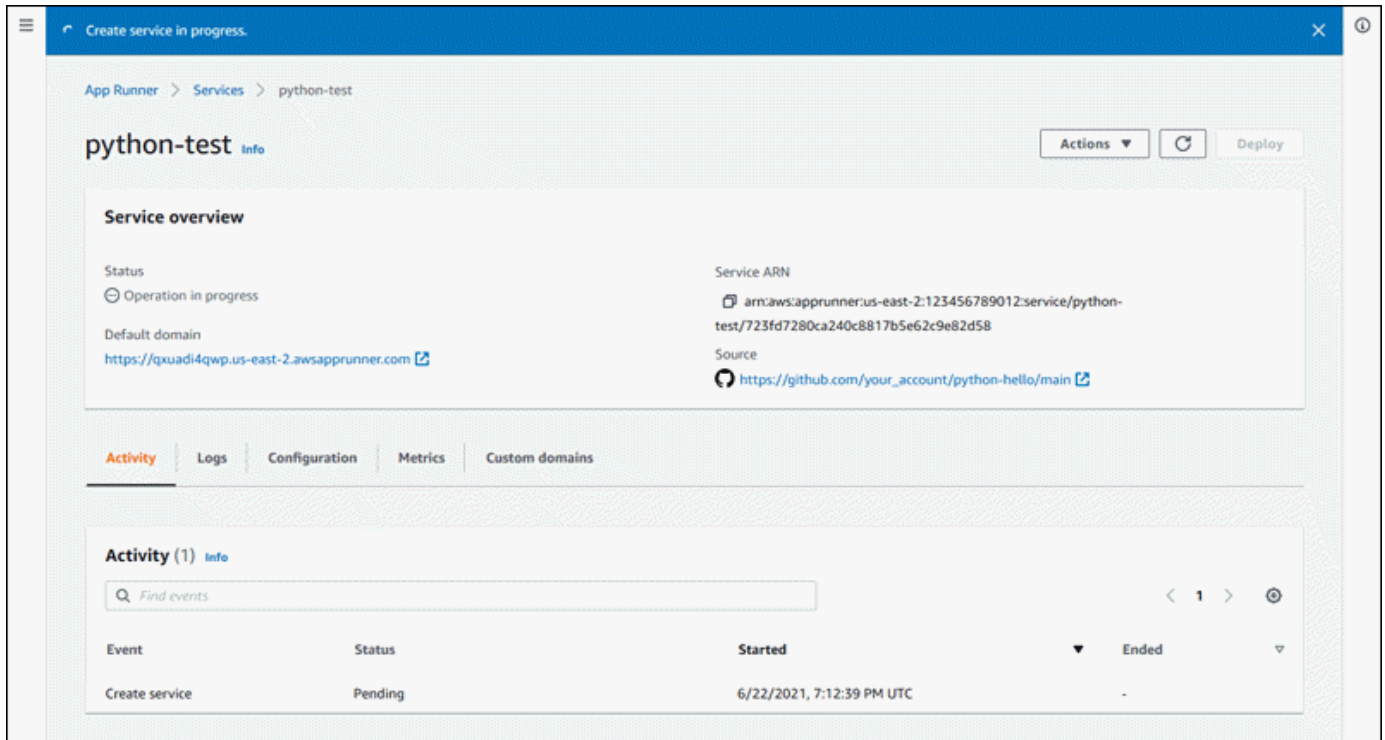 Create service in progress.
App Runner > Services > python-test
python-test Info
Actions
Deploy
Service overview
Status
Operation in progress
Default domain
https://qxuadi4qwp.us-east-2.awsapprunner.com
Service ARN
arn:aws:apprunner:us-east-2:123456789012:service/python-
test/723fd7280ca240c8817b5e62c9e82d58
Source
https://github.com/your_account/python-hello/main
Activity Logs Configuration Metrics Custom domains
Activity (1) Info
Find events
< 1 >
Event Status Started Ended
Create service Pending 6/22/2021, 7:12:39 PM UTC -